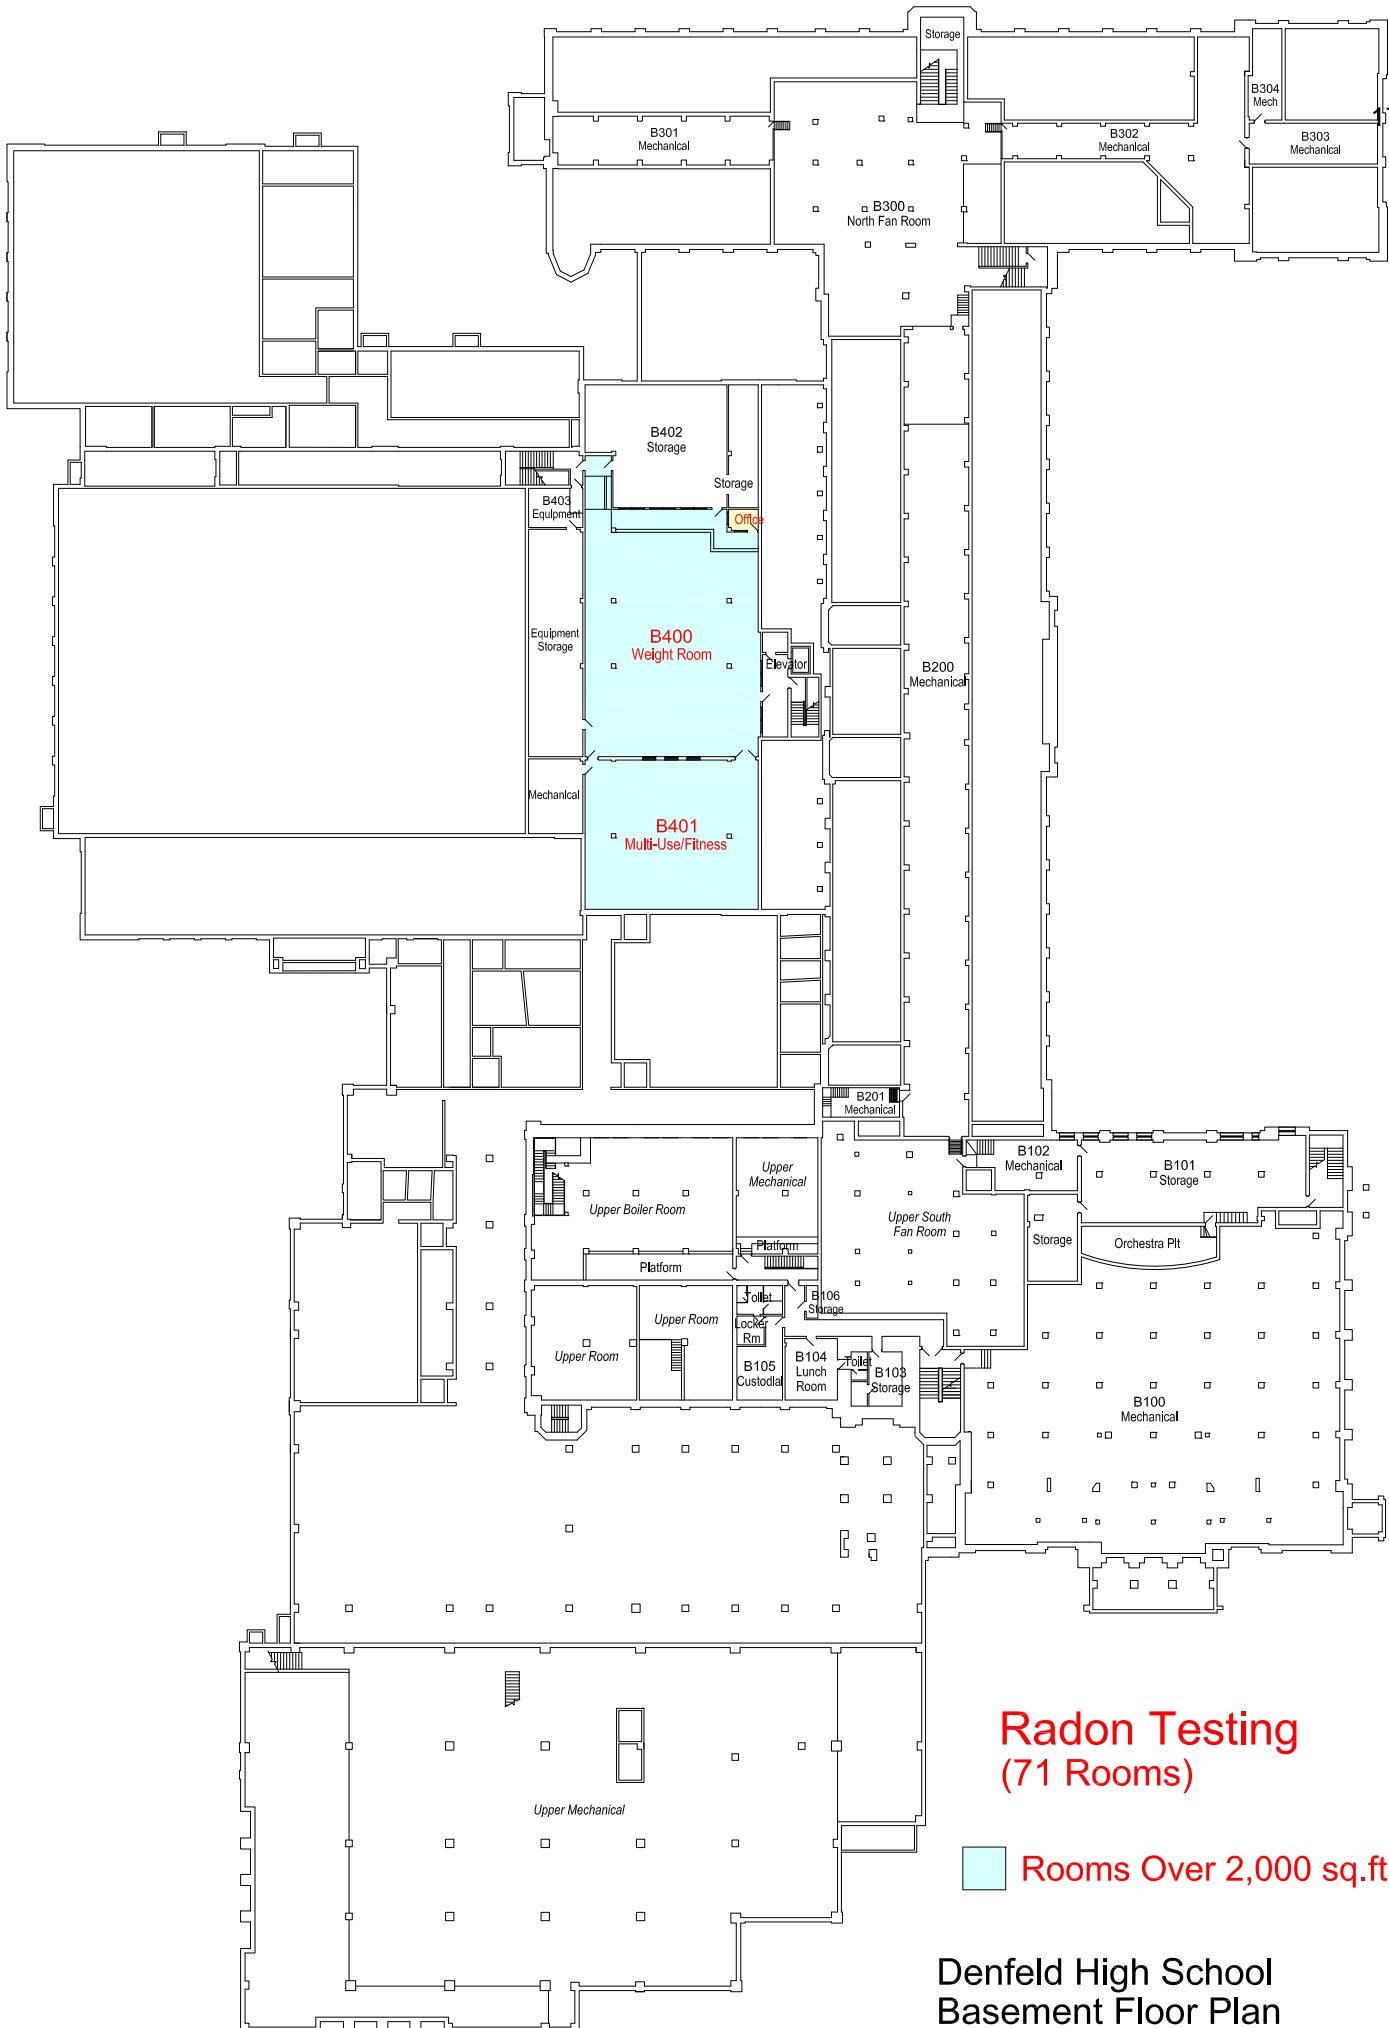 Storage
B304
Mech
B301
Mechanical
B302
Mechanical
B303
Mechanical
B300
North Fan Room
B402
Storage
Storage
B403
Equipment
Office
Equipment
Storage
B400
Weight Room
Elevator
B200
Mechanical
Mechanical
B401
Multi-Use/Fitness
B201
Mechanical
B102
Mechanical
B101
Storage
Upper
Mechanical
Upper Boiler Room
Upper South
Fan Room
Platform
Storage
Orchestra Pit
Platform
Toilet
B106
Storage
Upper Room
Locker
Rm
Upper Room
B105
Custodial
B104
Lunch
Room
Toilet
B103
Storage
B100
Mechanical
Upper Mechanical
Radon Testing
(71 Rooms)
Rooms Over 2,000 sq.ft
Denfeld High School
Basement Floor Plan